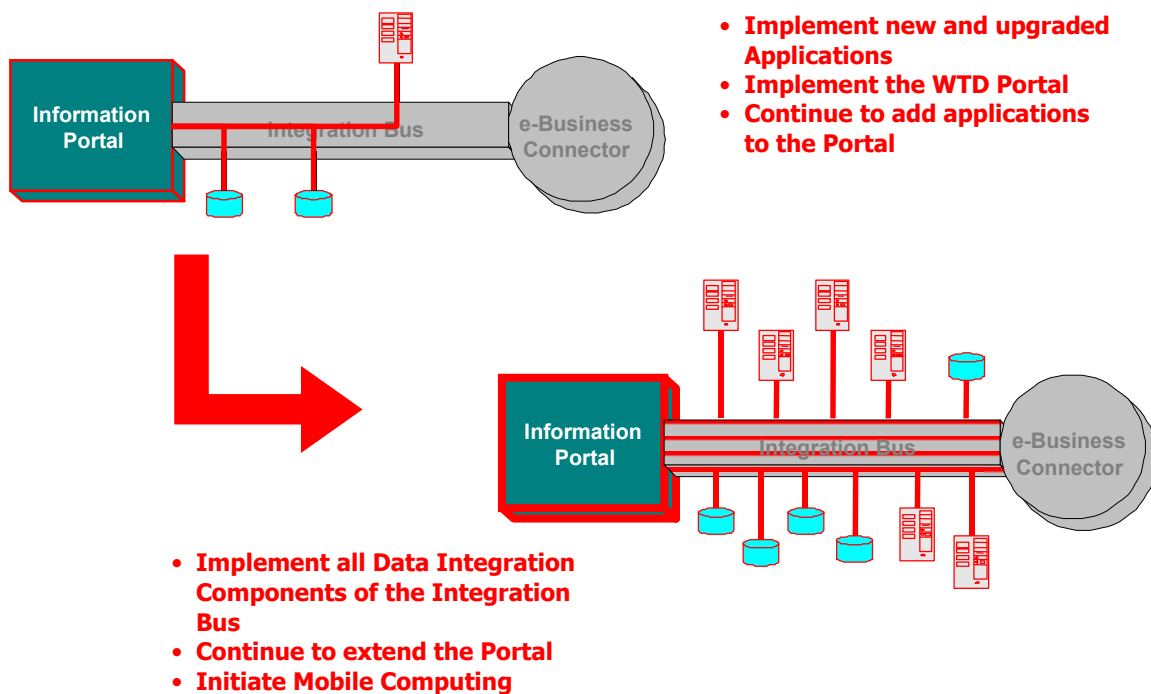 • Implement new and upgraded
Applications
• Implement the WTD Portal
• Continue to add applications
to the Portal
Information
Portal
Integration Bus
e-Business
Connector
Information
Portal
Integration Bus
e-Business
Connector
• Implement all Data Integration
Components of the Integration
Bus
• Continue to extend the Portal
• Initiate Mobile Computing